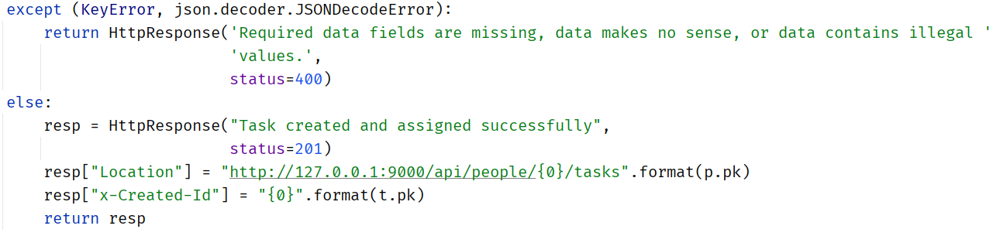 except (KeyError, json.decoder.JSONDecodeError):
    return HttpResponse('Required data fields are missing, data makes no sense, or data contains illegal '
                        'values.',
                        status=400)
else:
    resp = HttpResponse("Task created and assigned successfully",
                        status=201)
    resp["Location"] = "http://127.0.0.1:9000/api/people/{0}/tasks".format(p.pk)
    resp["x-Created-Id"] = "{0}".format(t.pk)
    return resp